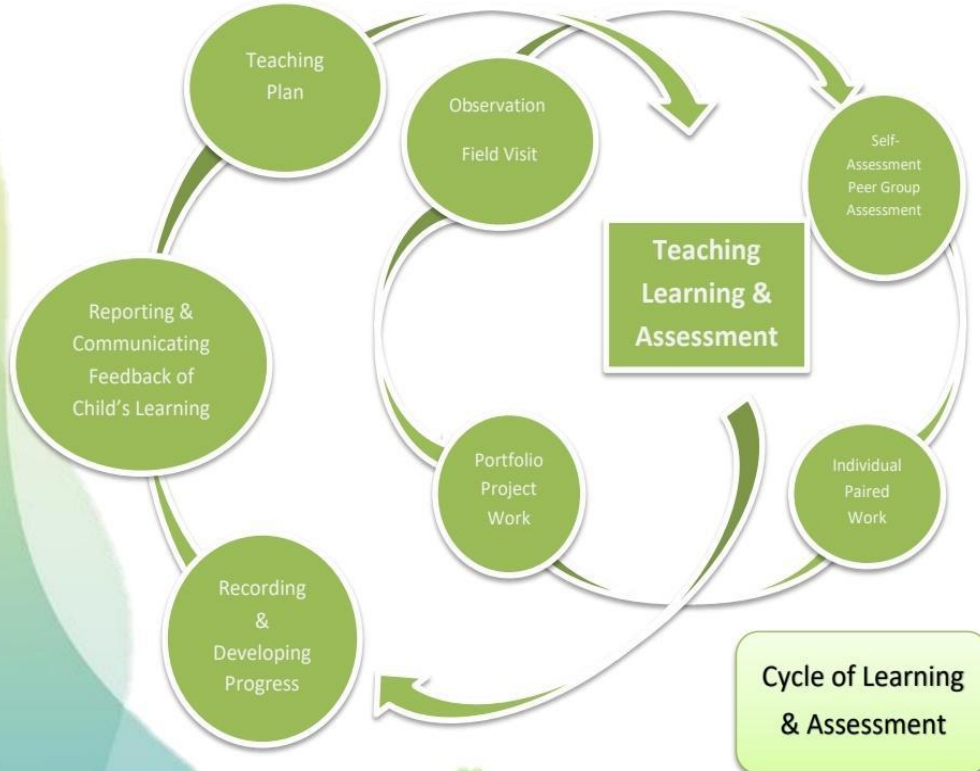 Teaching
Plan
Observation
Field Visit
Self-
Assessment
Peer Group
Assessment
Teaching
Learning &
Assessment
Reporting &
Communicating
Feedback of
Child’s Learning
Portfolio
Project
Work
Individual
Paired
Work
Recording
&
Developing
Progress
Cycle of Learning
& Assessment